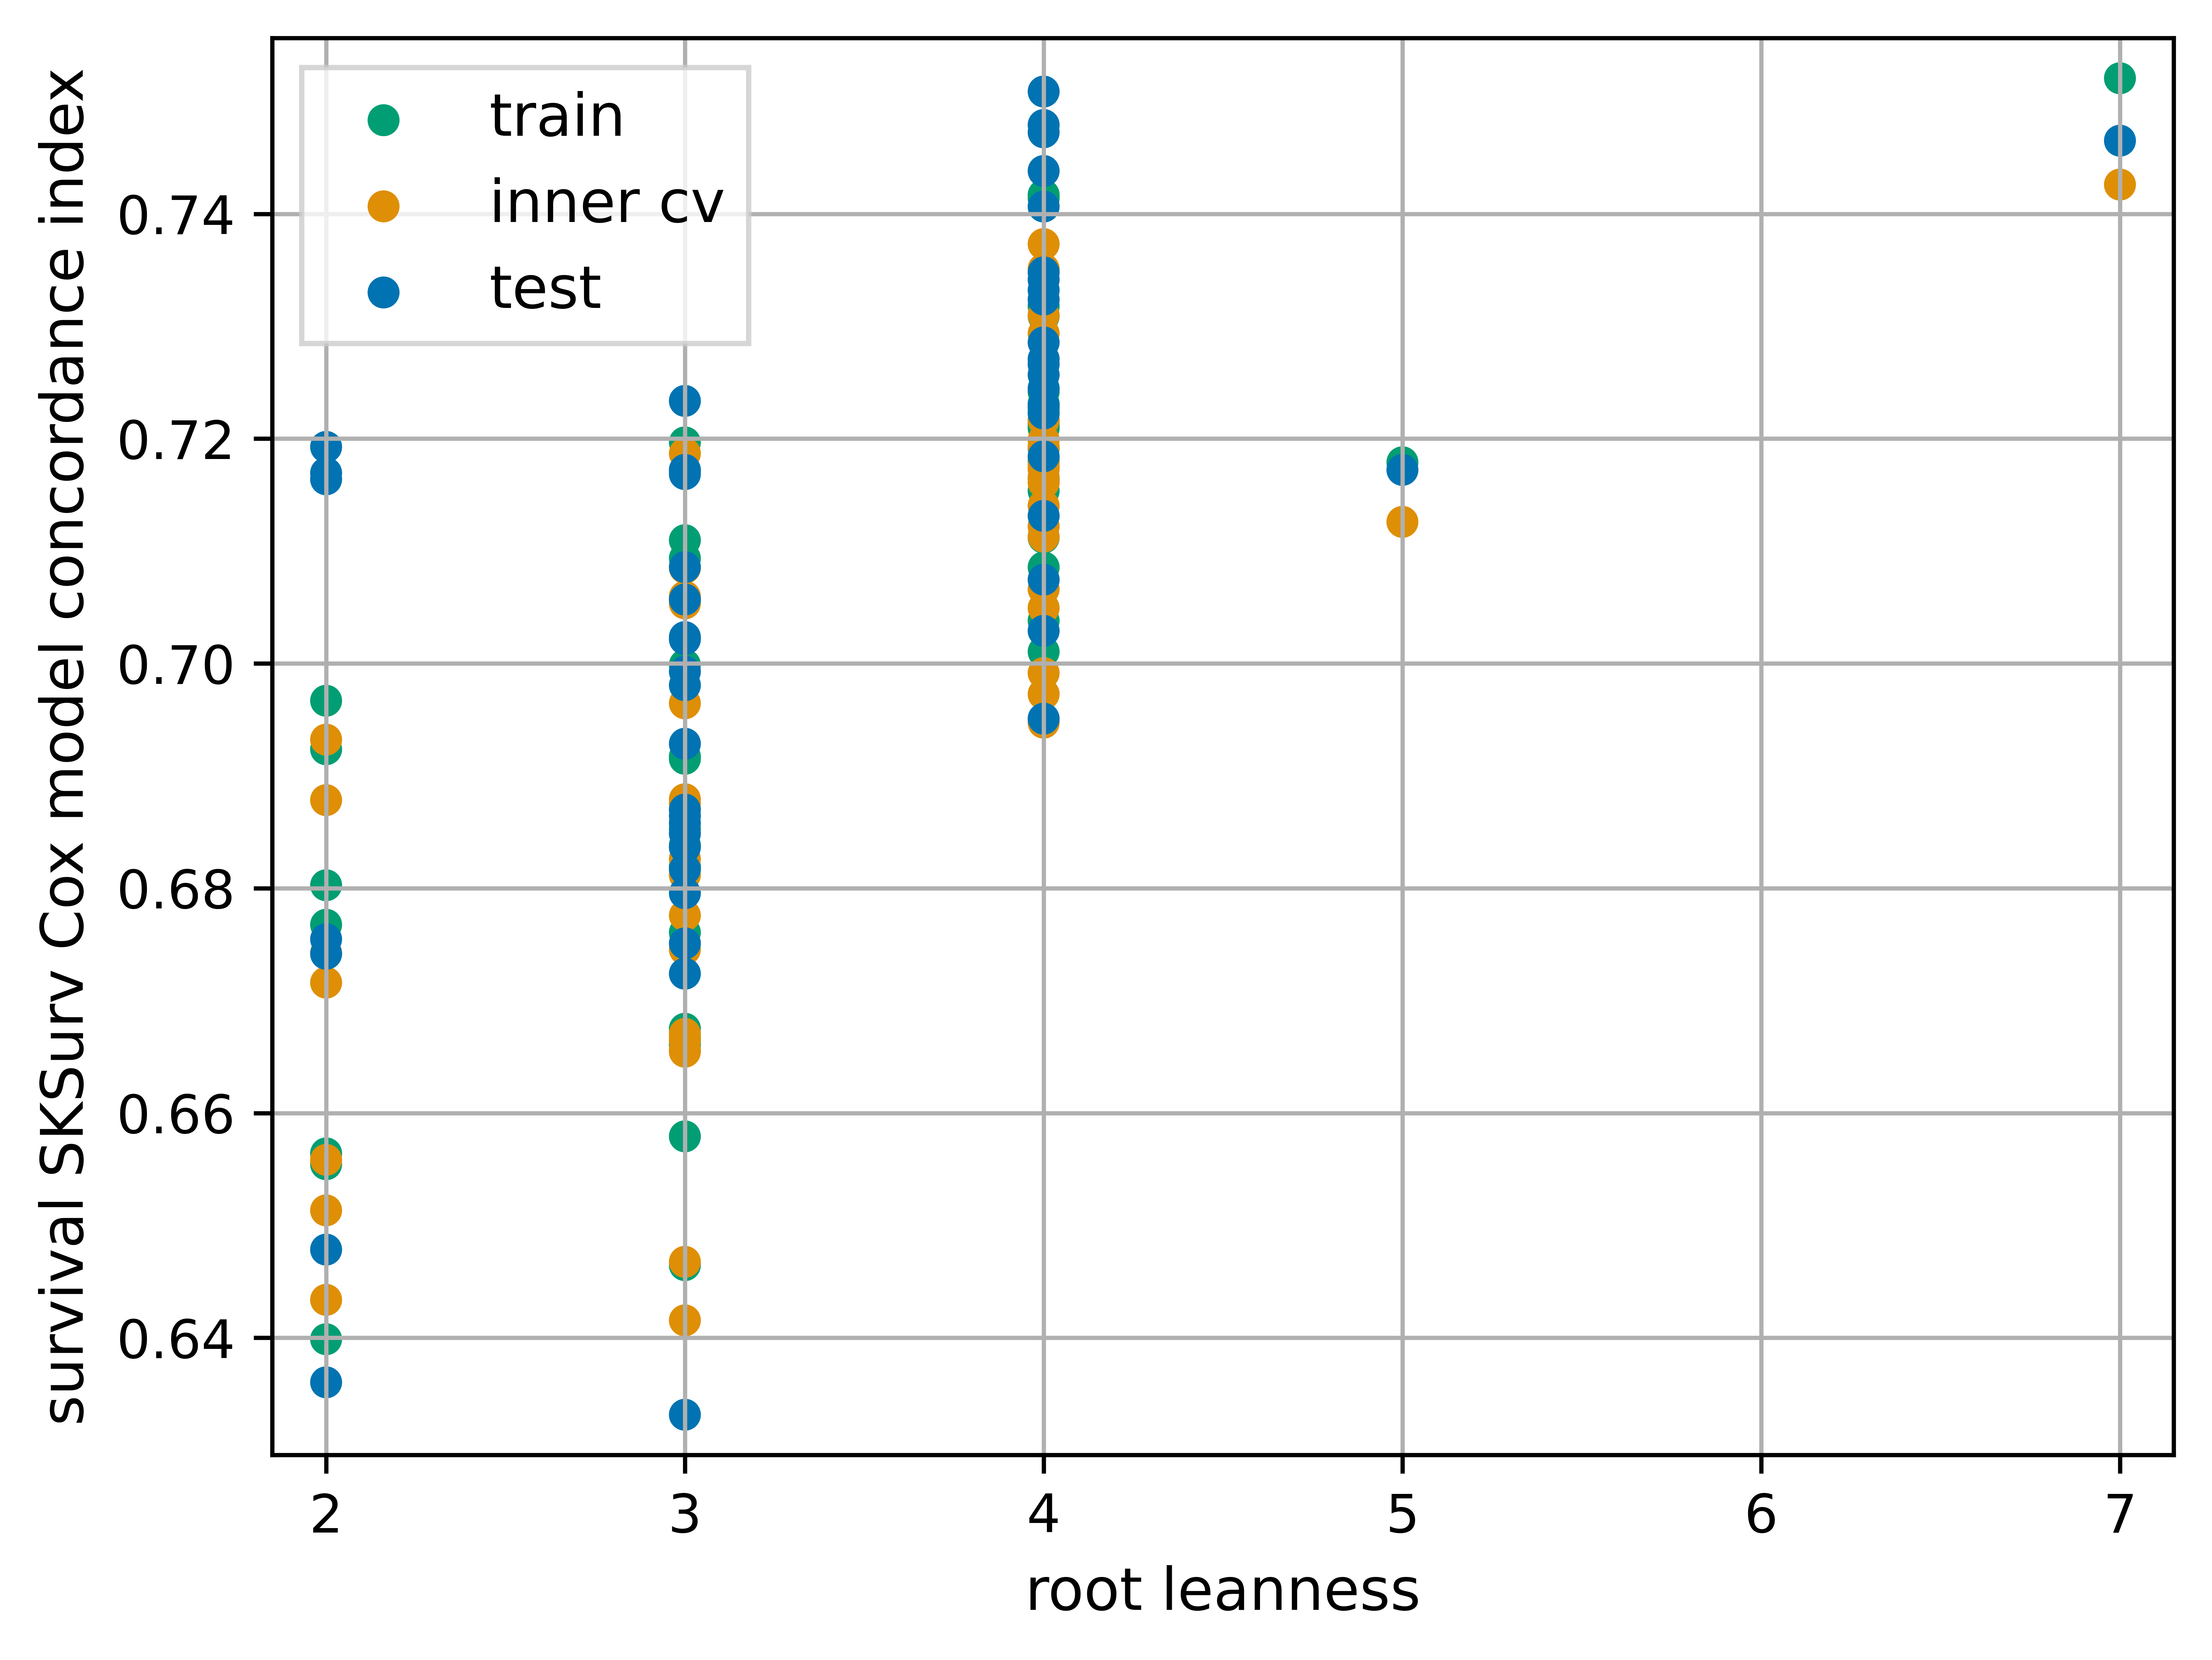 survival SKSurv Cox model concordance index
0.74
0.72
0.70
0.68
0.66
0.64
train
inner cv
test
2 3 4 5 6 7
root leanness